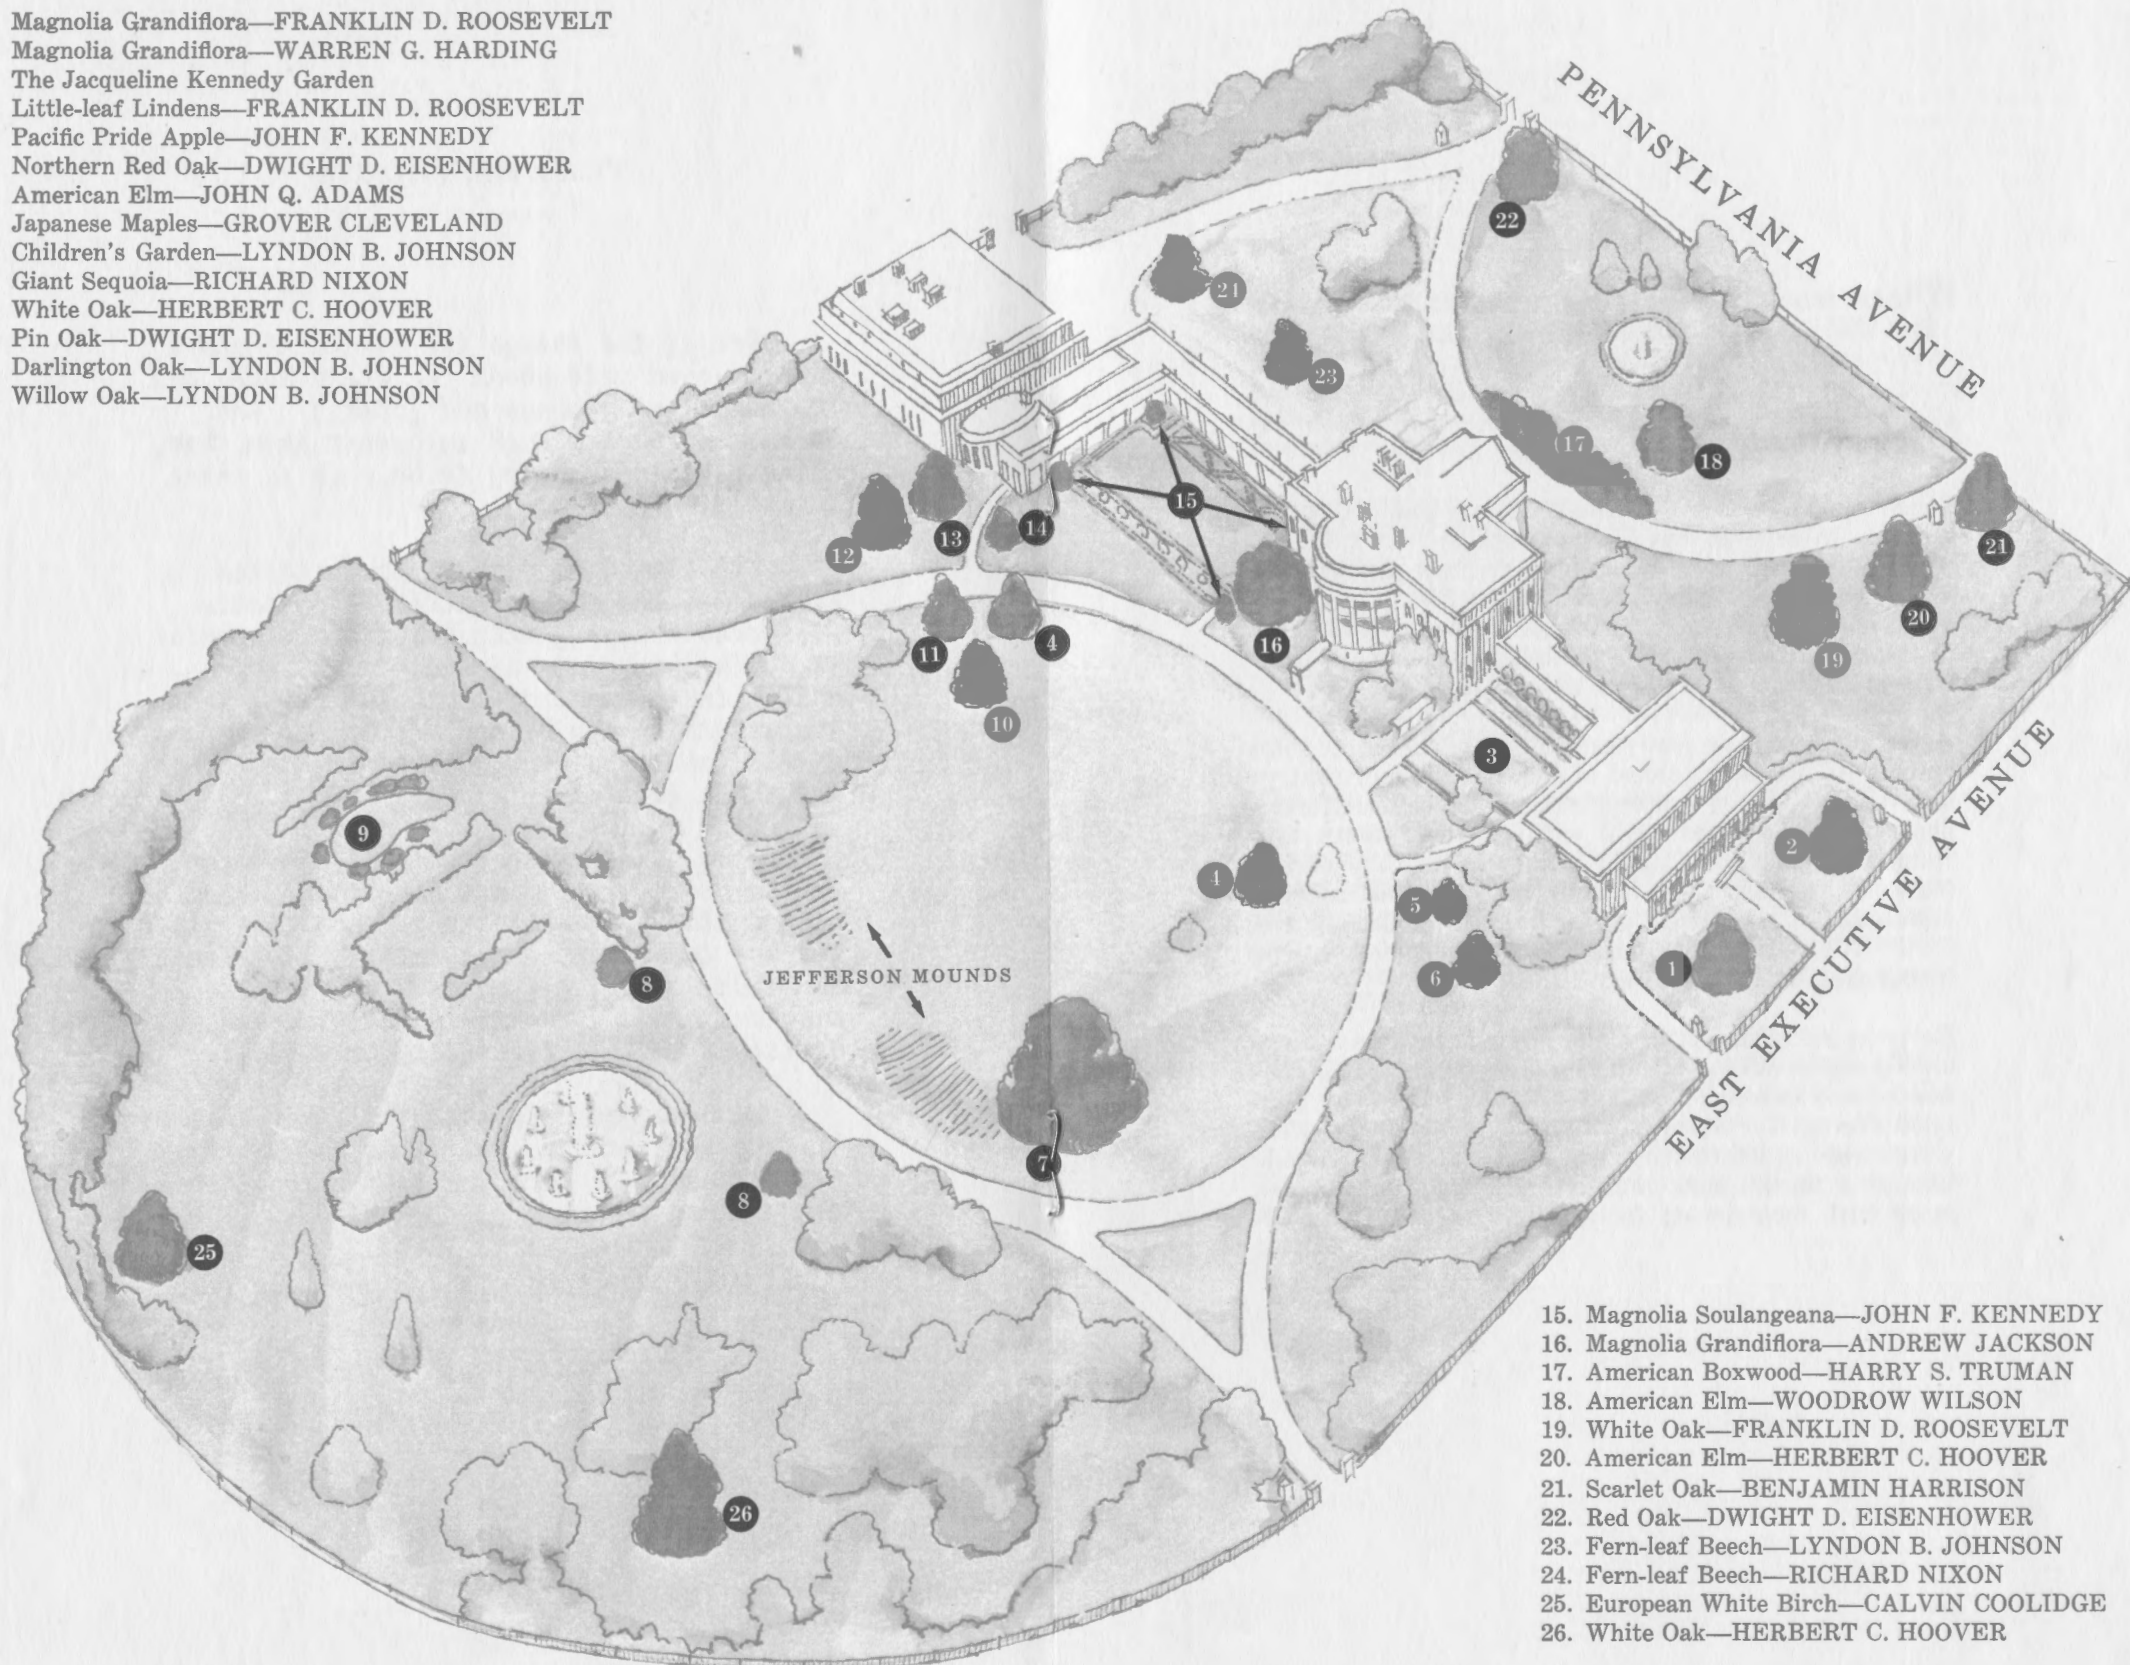 Magnolia Grandiflora—FRANKLIN D. ROOSEVELT
Magnolia Grandiflora—WARREN G. HARDING
The Jacqueline Kennedy Garden
Little-leaf Lindens—FRANKLIN D. ROOSEVELT
Pacific Pride Apple—JOHN F. KENNEDY
Northern Red Oak—DWIGHT D. EISENHOWER
American Elm—JOHN Q. ADAMS
Japanese Maples—GROVER CLEVELAND
Children's Garden—LYNDON B. JOHNSON
Giant Sequoia—RICHARD NIXON
White Oak—HERBERT C. HOOVER
Pin Oak—DWIGHT D. EISENHOWER
Darlington Oak—LYNDON B. JOHNSON
Willow Oak—LYNDON B. JOHNSON
PENNSYLVANIA AVENUE
22
24
23
17
18
15
14
13
12
21
20
19
16
4
11
10
3
9
2
4
5
6
1
8
JEFFERSON MOUNDS
EAST EXECUTIVE AVENUE
7
8
25
26
15. Magnolia Soulangeana—JOHN F. KENNEDY
16. Magnolia Grandiflora—ANDREW JACKSON
17. American Boxwood—HARRY S. TRUMAN
18. American Elm—WOODROW WILSON
19. White Oak—FRANKLIN D. ROOSEVELT
20. American Elm—HERBERT C. HOOVER
21. Scarlet Oak—BENJAMIN HARRISON
22. Red Oak—DWIGHT D. EISENHOWER
23. Fern-leaf Beech—LYNDON B. JOHNSON
24. Fern-leaf Beech—RICHARD NIXON
25. European White Birch—CALVIN COOLIDGE
26. White Oak—HERBERT C. HOOVER